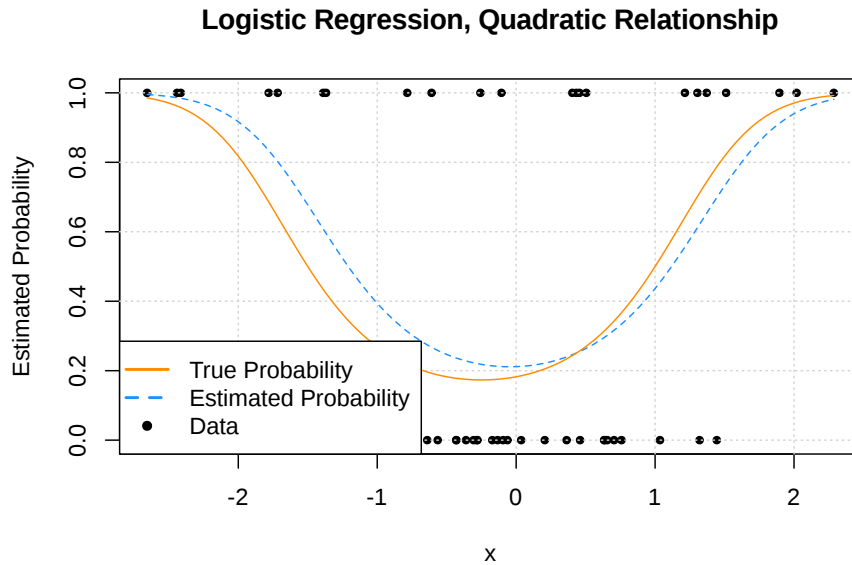 Logistic Regression, Quadratic Relationship
Estimated Probability
1.0
0.8
0.6
0.4
0.2
0.0
True Probability
Estimated Probability
Data
-2 -1 0 1 2
x